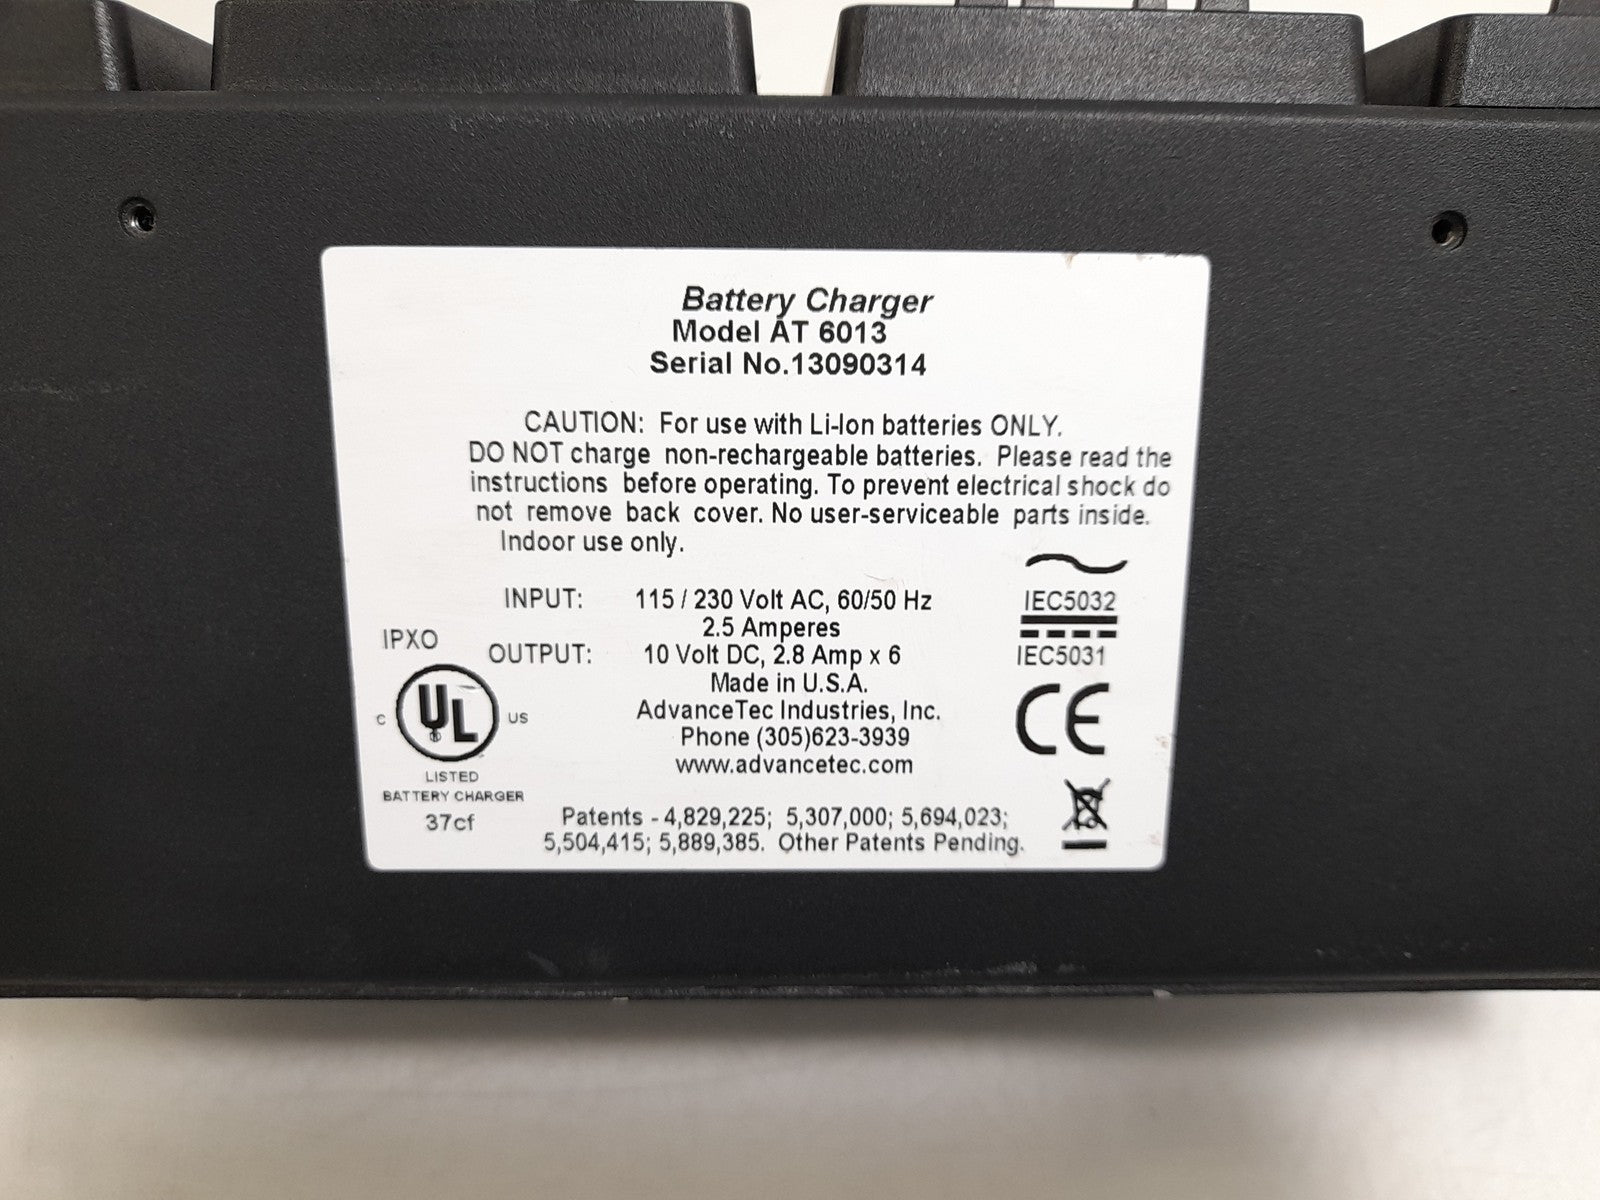 Battery Charger
Model AT 6013
Serial No.13090314
CAUTION: For use with Li-Ion batteries ONLY.
DO NOT charge non-rechargeable batteries. Please read the
instructions before operating. To prevent electrical shock do
not remove back cover. No user-serviceable parts inside.
Indoor use only.
INPUT: 115 / 230 Volt AC, 60/50 Hz
2.5 Amperes
OUTPUT: 10 Volt DC, 2.8 Amp x 6
Made in U.S.A.
AdvanceTec Industries, Inc.
Phone (305)623-3939
www.advancetec.com
Patents - 4,829,225; 5,307,000; 5,694,023;
5,504,415; 5,889,385. Other Patents Pending.
IPXO
C UL US
®
LISTED
BATTERY CHARGER
37cf
IEC5032
IEC5031
CE